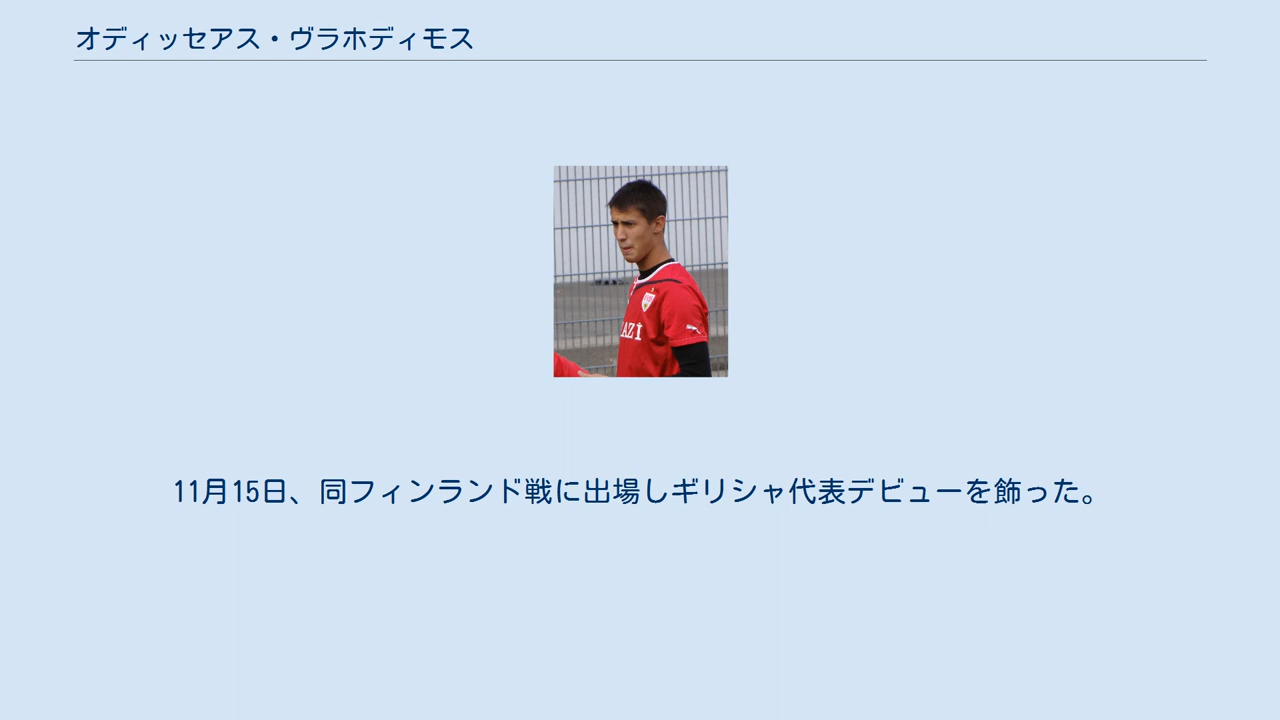 オディッセアス・ヴラホディモス
AZİ
11月15日、同フィンランド戦に出場しギリシャ代表デビューを飾った。